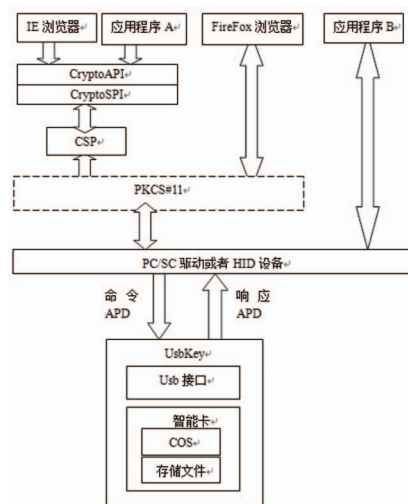 IE 浏览器
应用程序 A
FireFox 浏览器
应用程序 B
CryptoAPI
CryptoSPI
CSP
PKCS#11
PC/SC 驱动或者 HID 设备
命 令
APD
响 应
APD
UsbKey
Usb 接口
智能卡
COS
存储文件